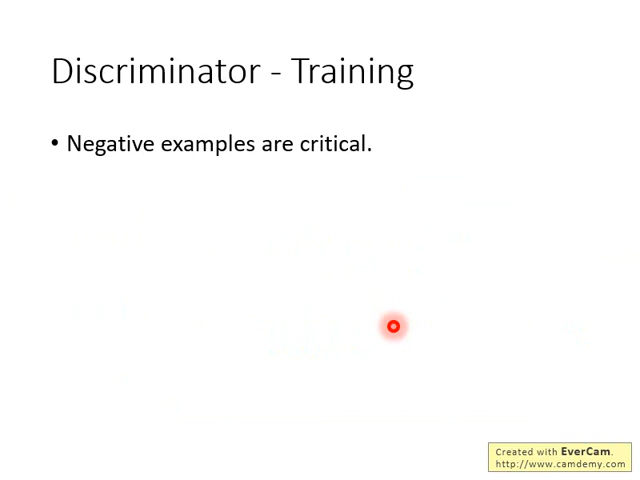 Discriminator - Training
• Negative examples are critical.
Created with EverCam.
http://www.camdemy.com